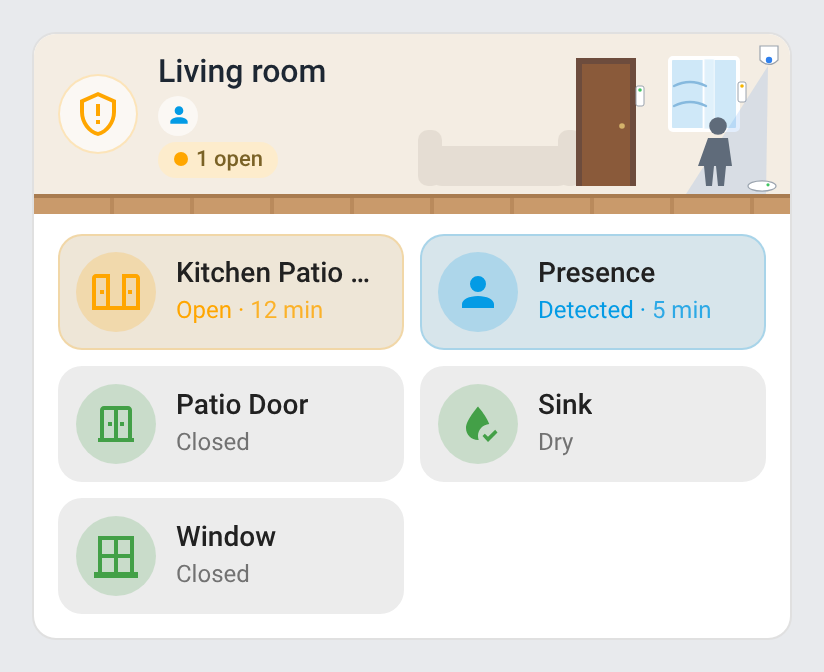 Living room
1 open
Kitchen Patio ...
Open · 12 min
Presence
Detected · 5 min
Patio Door
Closed
Sink
Dry
Window
Closed